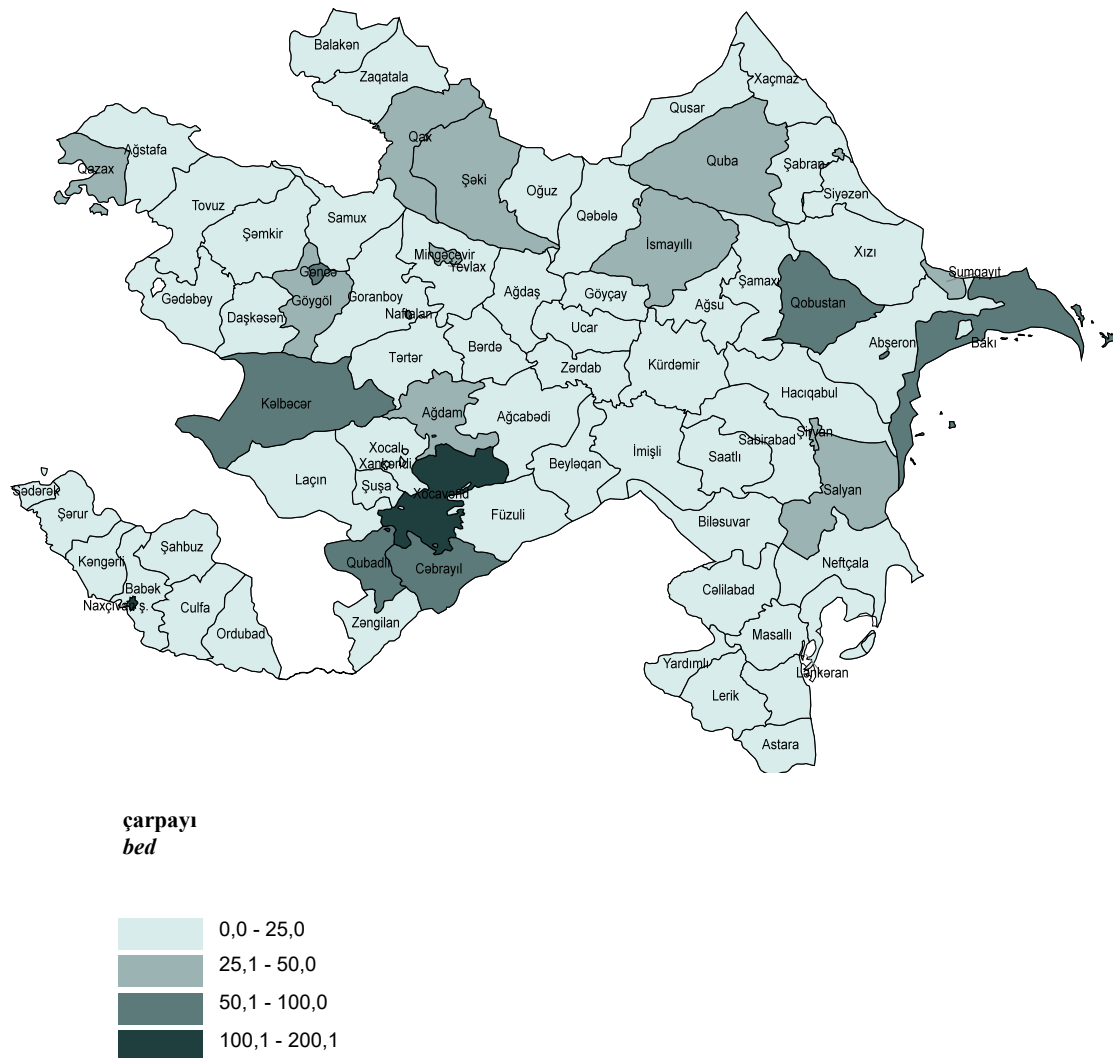 Balakən
Zaqatala
Xaçmaz
Qusar
Qax
Ağstafa
Qazax
Quba
Şabran
Şəki
Oğuz
Siyəzən
Tovuz
Samux
Qəbələ
Şəmkir
İsmayıllı
Xızı
Mingəçevir
Yevlax
Gəncə
Sumqayıt
Şamaxı
Gədəbəy
Göygöl
Goranboy
Ağdaş
Göyçay
Ağsu
Qobustan
Daşkəsən
Naftalan
Ucar
Abşeron
Bakı
Tərtər
Bərdə
Zərdab
Kürdəmir
Hacıqabul
Kəlbəcər
Ağdam
Ağcabədi
Şirvan
Sabirabad
Xocalı
İmişli
Saatlı
Xankəndi
Beyləqan
Laçın
Şuşa
Xocavənd
Salyan
Sədərək
Şərur
Füzuli
Biləsuvar
Şahbuz
Kəngərli
Qubadlı
Cəbrayıl
Neftçala
Babək
Cəlilabad
Naxçıvan ş.
Culfa
Ordubad
Zəngilan
Masallı
Yardımlı
Lənkəran
Lerik
Astara
çarpayı
bed
0,0 - 25,0
25,1 - 50,0
50,1 - 100,0
100,1 - 200,1